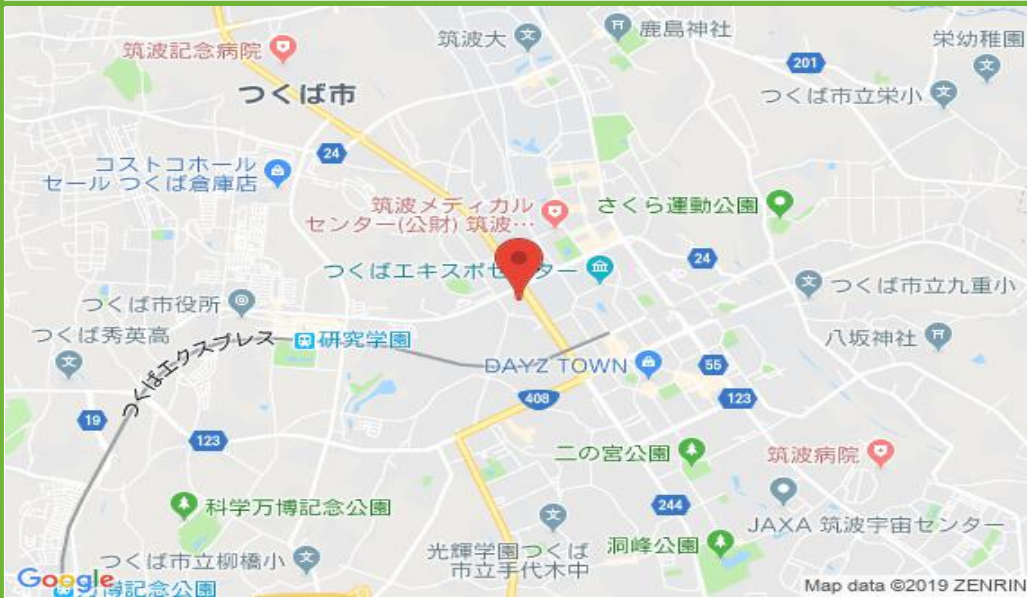 筑波記念病院
筑波大
鹿島神社
栄幼稚園
つくば市
201
つくば市立栄小
24
コストコホール
セール つくば倉庫店
筑波メディカル
センター(公財) 筑波…
さくら運動公園
24
つくばエキスポセ
ター
つくば市立九重小
つくば市役所
つくば秀英高
研究学園
八坂神社
つくばエクスプレス
DAYZ TOWN
55
408
123
19
123
二の宮公園
筑波病院
科学万博記念公園
244
JAXA 筑波宇宙センター
つくば市立柳橋小
光輝学園つくば
市立手代木中
洞峰公園
Google
博記念公園
Map data ©2019 ZENRIN